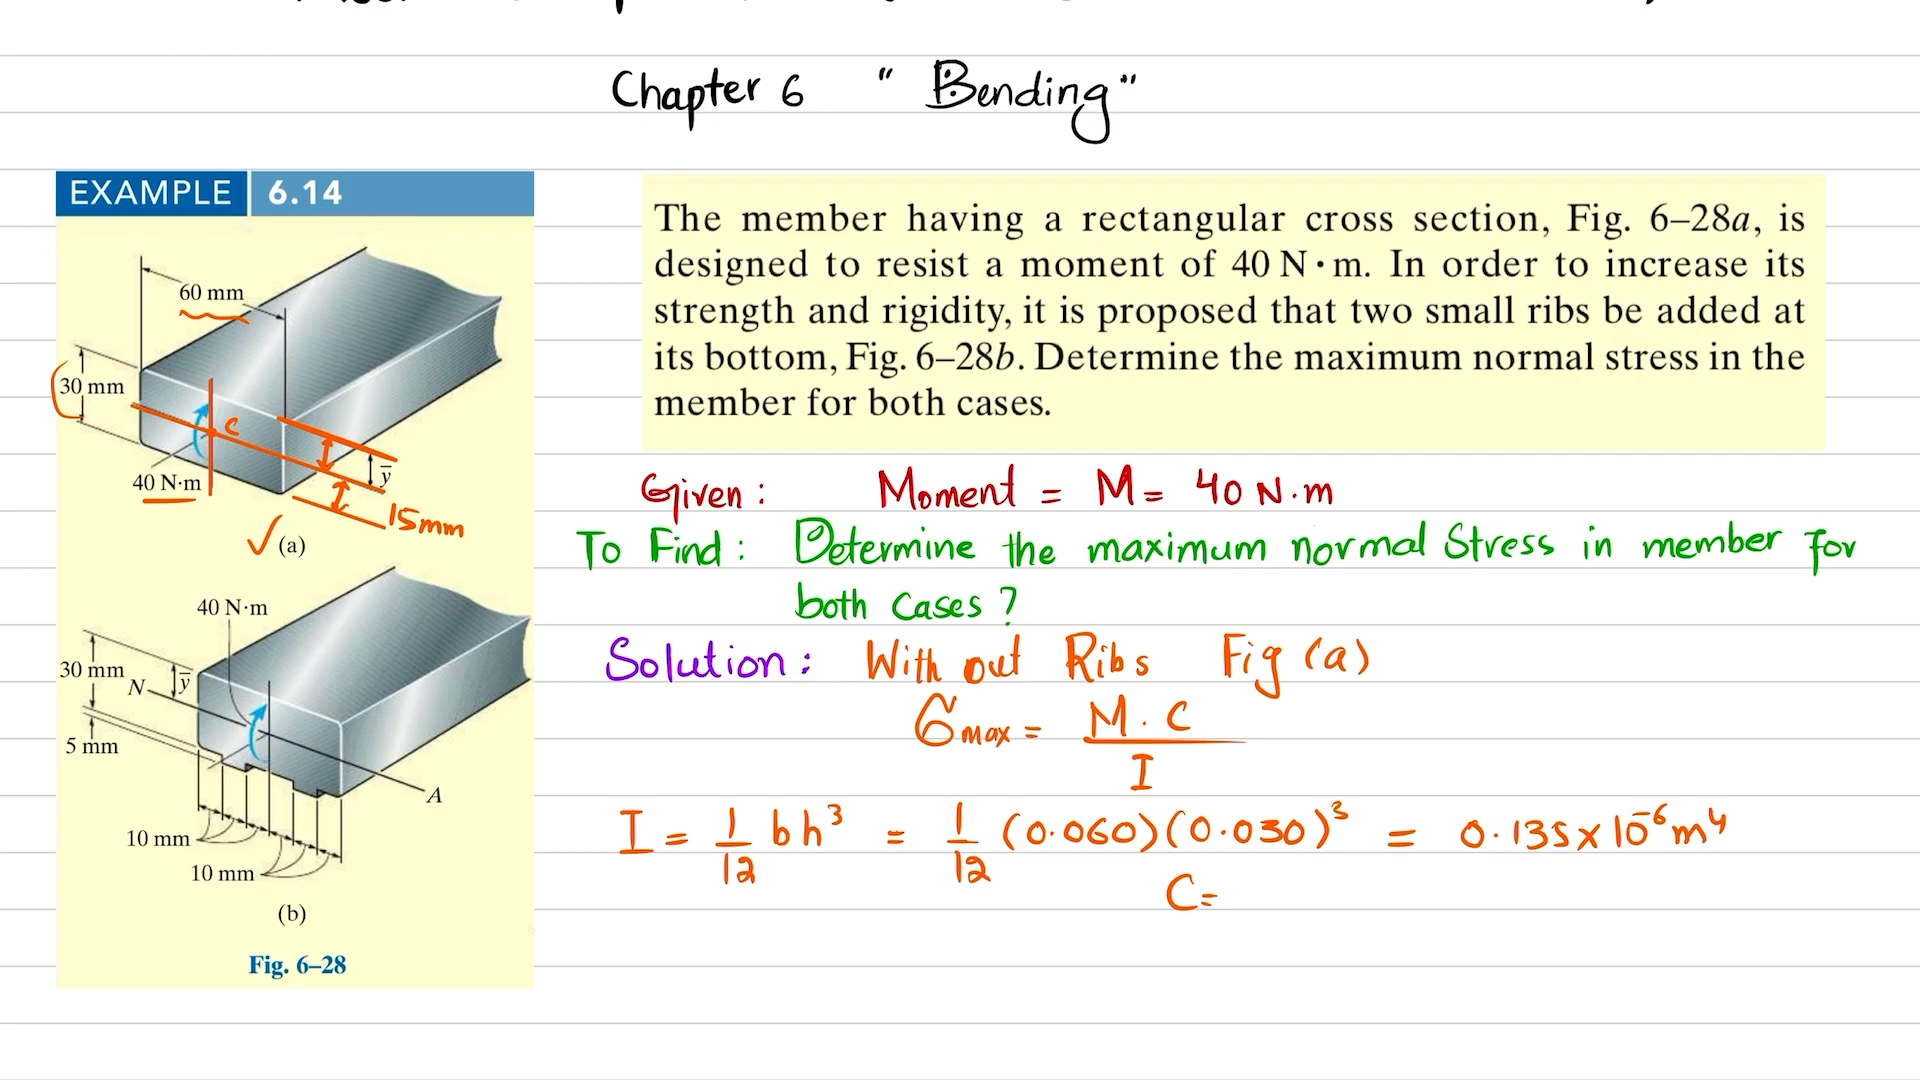 Chapter 6 " Bending"
EXAMPLE 6.14
60 mm
30 mm
C
40 N·m
y̅
15mm
✓ (a)
40 N·m
30 mm
N
y̅
5 mm
A
10 mm
10 mm
(b)
Fig. 6–28
The member having a rectangular cross section, Fig. 6–28a, is
designed to resist a moment of 40 N·m. In order to increase its
strength and rigidity, it is proposed that two small ribs be added at
its bottom, Fig. 6–28b. Determine the maximum normal stress in the
member for both cases.
Given : Moment = M = 40 N.m
To Find : Determine the maximum normal Stress in member for
both Cases ?
Solution : With out Ribs Fig (a)
σmax = M . C / I
I = 1/12 bh³ = 1/12 (0.060)(0.030)³ = 0.135 x 10⁻⁶ m⁴
C =